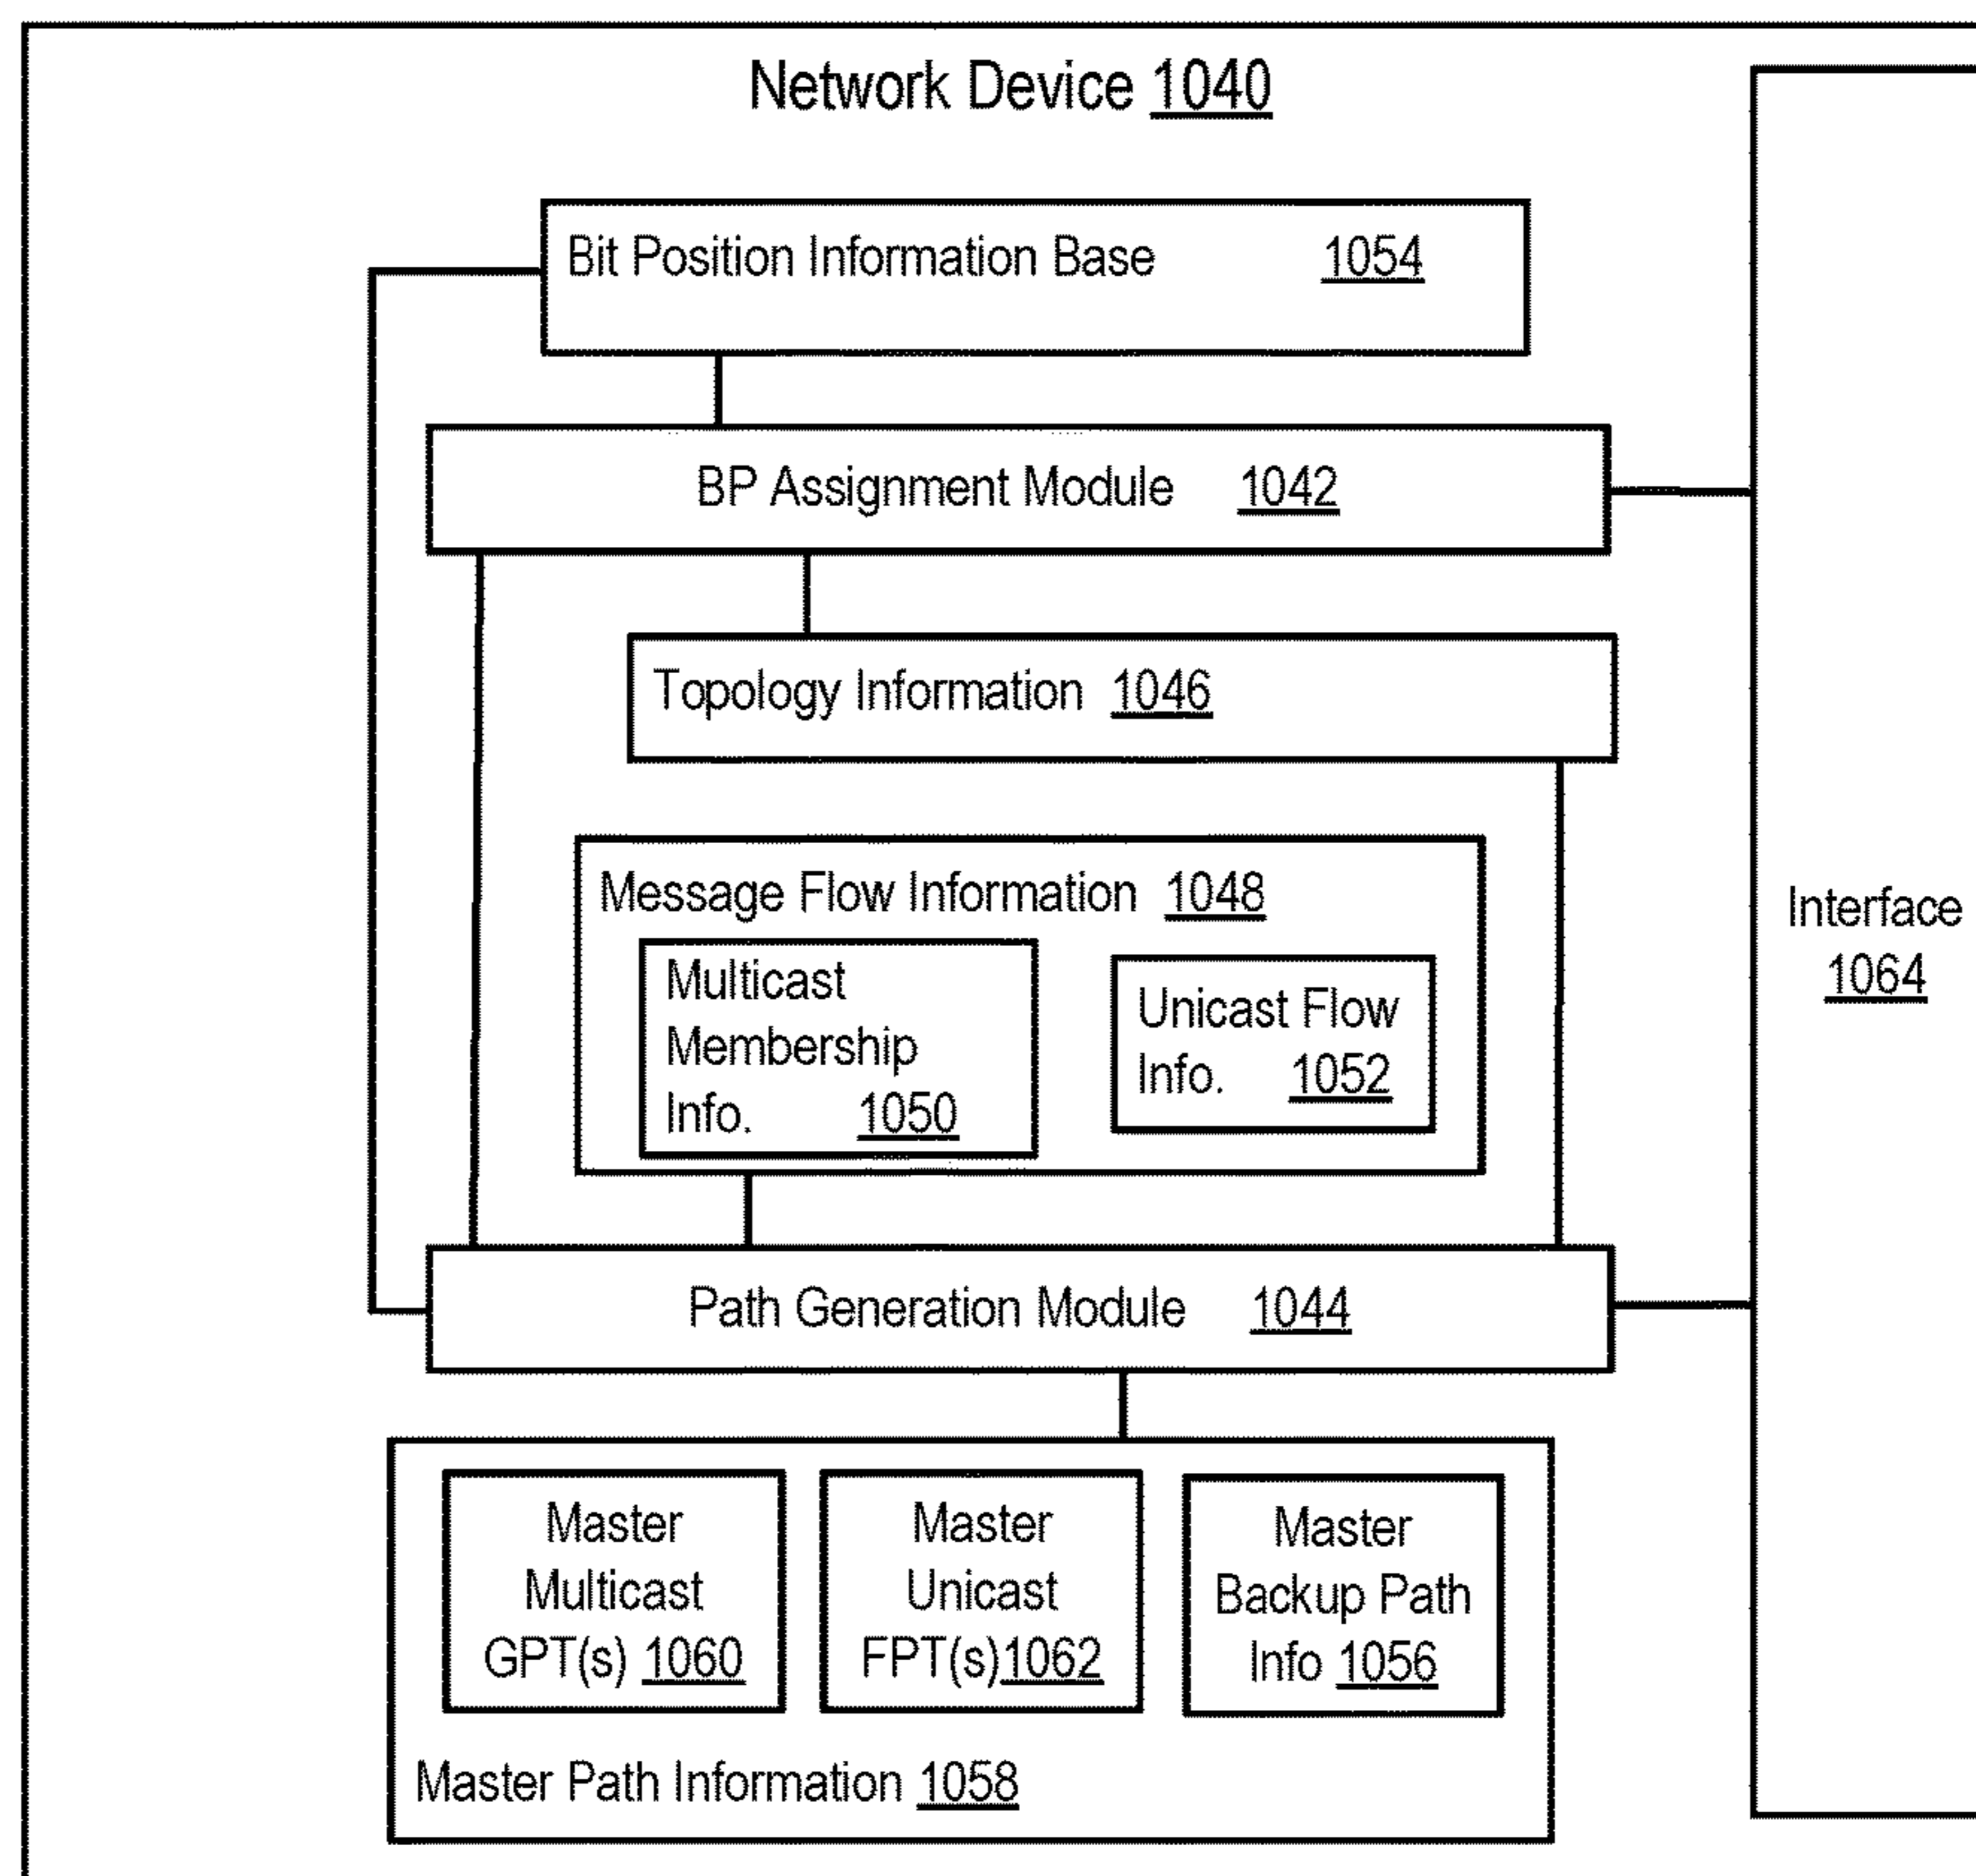 Network Device 1040
Bit Position Information Base 1054
BP Assignment Module 1042
Topology Information 1046
Message Flow Information 1048
Multicast
Membership
Info. 1050
Unicast Flow
Info. 1052
Interface
1064
Path Generation Module 1044
Master
Multicast
GPT(s) 1060
Master
Unicast
FPT(s)1062
Master
Backup Path
Info 1056
Master Path Information 1058